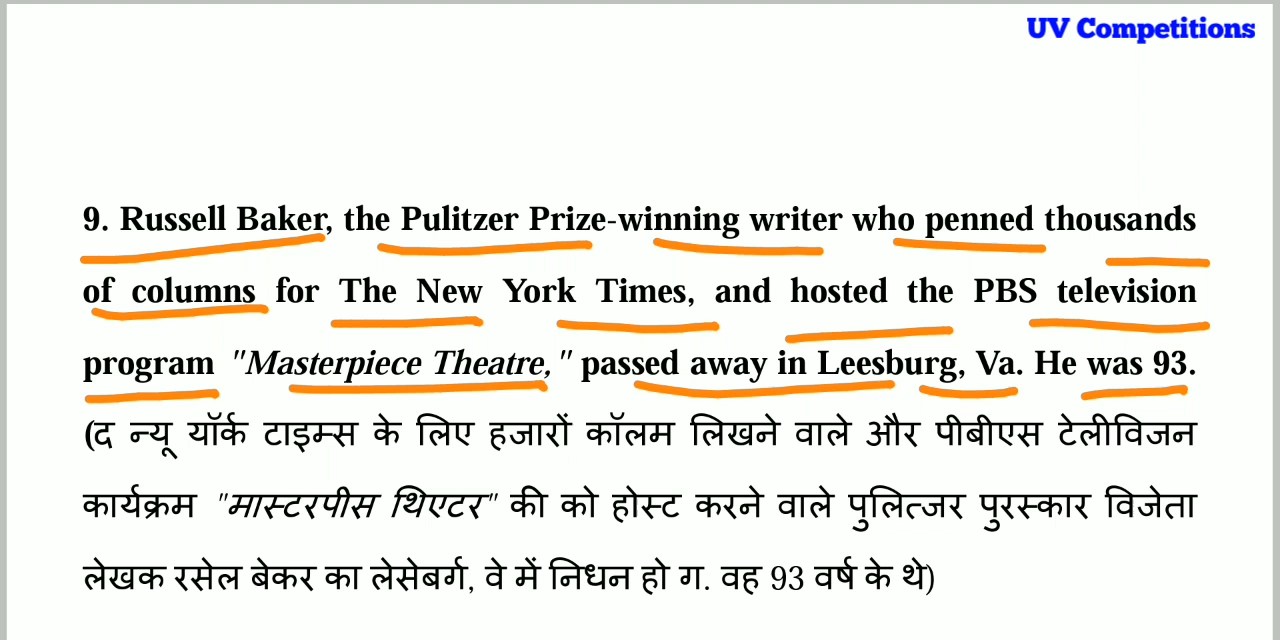 UV Competitions
9. Russell Baker, the Pulitzer Prize-winning writer who penned thousands
of columns for The New York Times, and hosted the PBS television
program "Masterpiece Theatre," passed away in Leesburg, Va. He was 93.
(द न्यू यॉर्क टाइम्स के लिए हजारों कॉलम लिखने वाले और पीबीएस टेलीविजन
कार्यक्रम "मास्टरपीस थिएटर" की को होस्ट करने वाले पुलित्जर पुरस्कार विजेता
लेखक रसेल बेकर का लेसेबर्ग, वे में निधन हो ग. वह 93 वर्ष के थे)